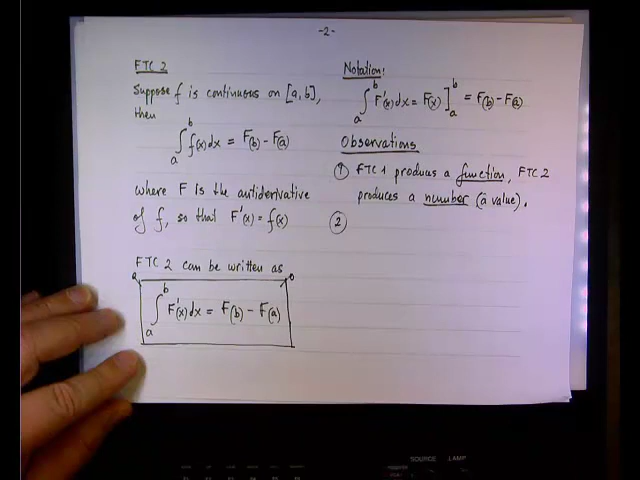 -2-
FTC 2
Suppose f is continuous on [a, b],
then
∫_a^b f(x)dx = F(b) - F(a)
where F is the antiderivative
of f, so that F'(x) = f(x)
FTC 2 can be written as
∫_a^b F'(x)dx = F(b) - F(a)
Notation:
∫_a^b F'(x)dx = F(x)]_a^b = F(b) - F(a)
Observations
① FTC 1 produces a function, FTC 2
produces a number (a value).
②
SOURCE LAMP